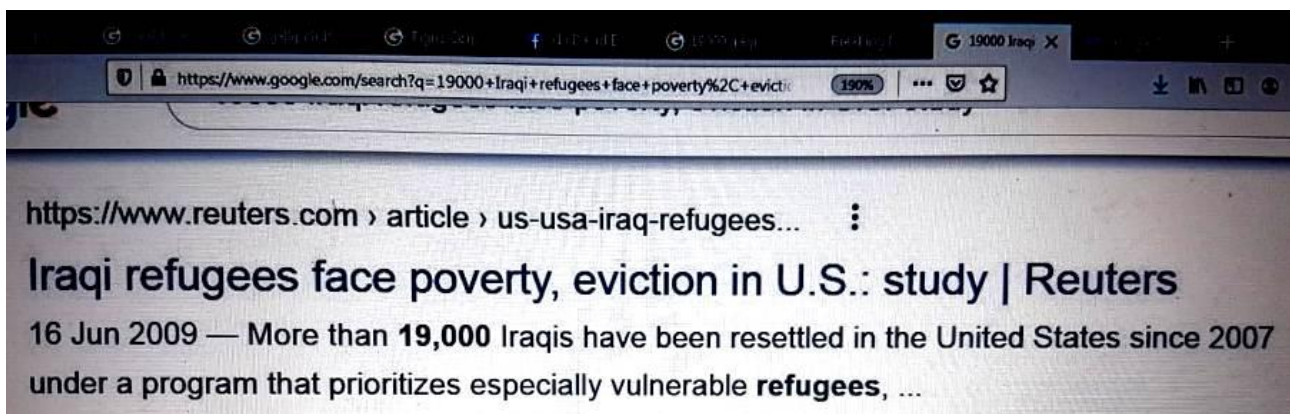 19000 Iraqi
https://www.google.com/search?q=19000+Iraqi+refugees+face+poverty%2C+evictic
190%
https://www.reuters.com › article › us-usa-iraq-refugees...
Iraqi refugees face poverty, eviction in U.S.: study | Reuters
16 Jun 2009 — More than 19,000 Iraqis have been resettled in the United States since 2007
under a program that prioritizes especially vulnerable refugees, ...